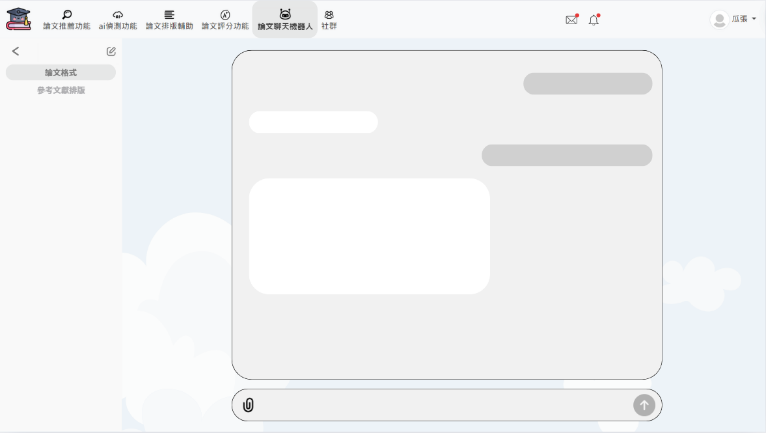 論文推薦功能
ai偵測功能
論文排版輔助
論文評分功能
論文聊天機器人
社群
瓜張
論文格式
參考文獻排版